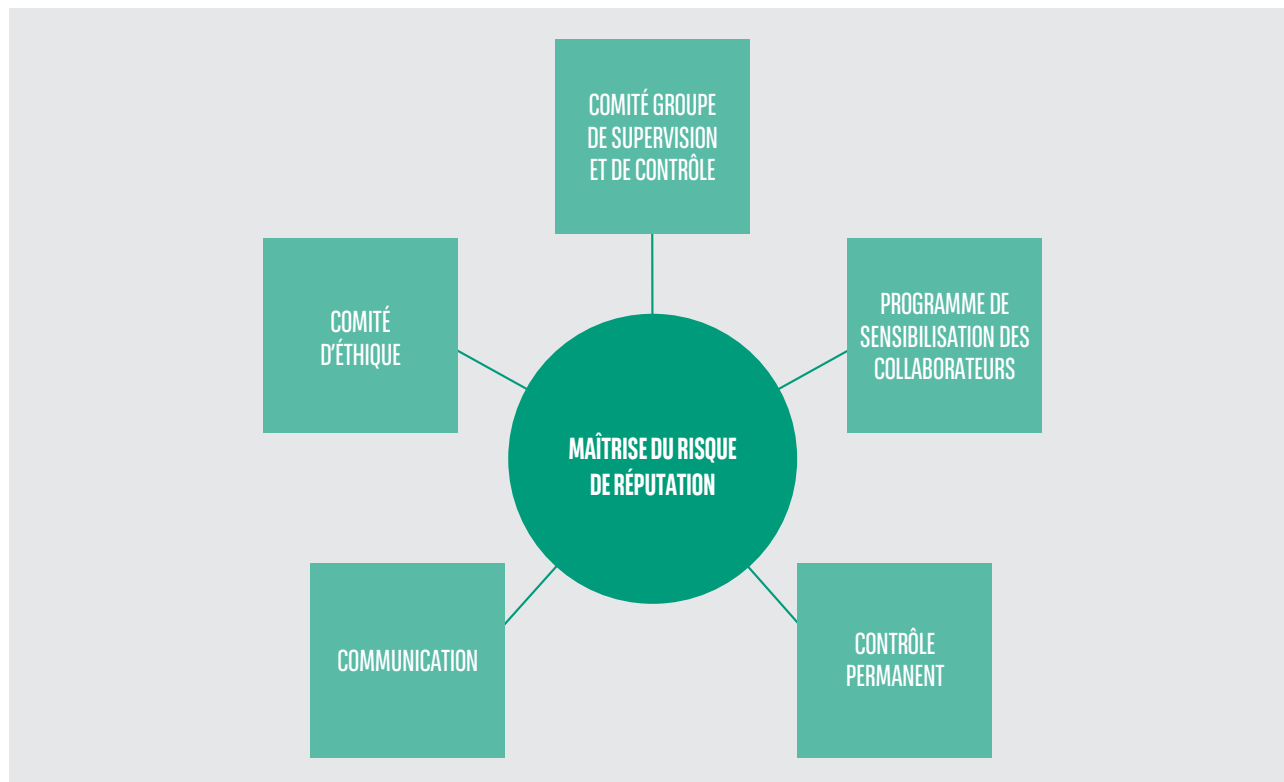 COMITÉ GROUPE
DE SUPERVISION
ET DE CONTRÔLE
COMITÉ
D'ÉTHIQUE
PROGRAMME DE
SENSIBILISATION DES
COLLABORATEURS
MAÎTRISE DU RISQUE
DE RÉPUTATION
COMMUNICATION
CONTRÔLE
PERMANENT